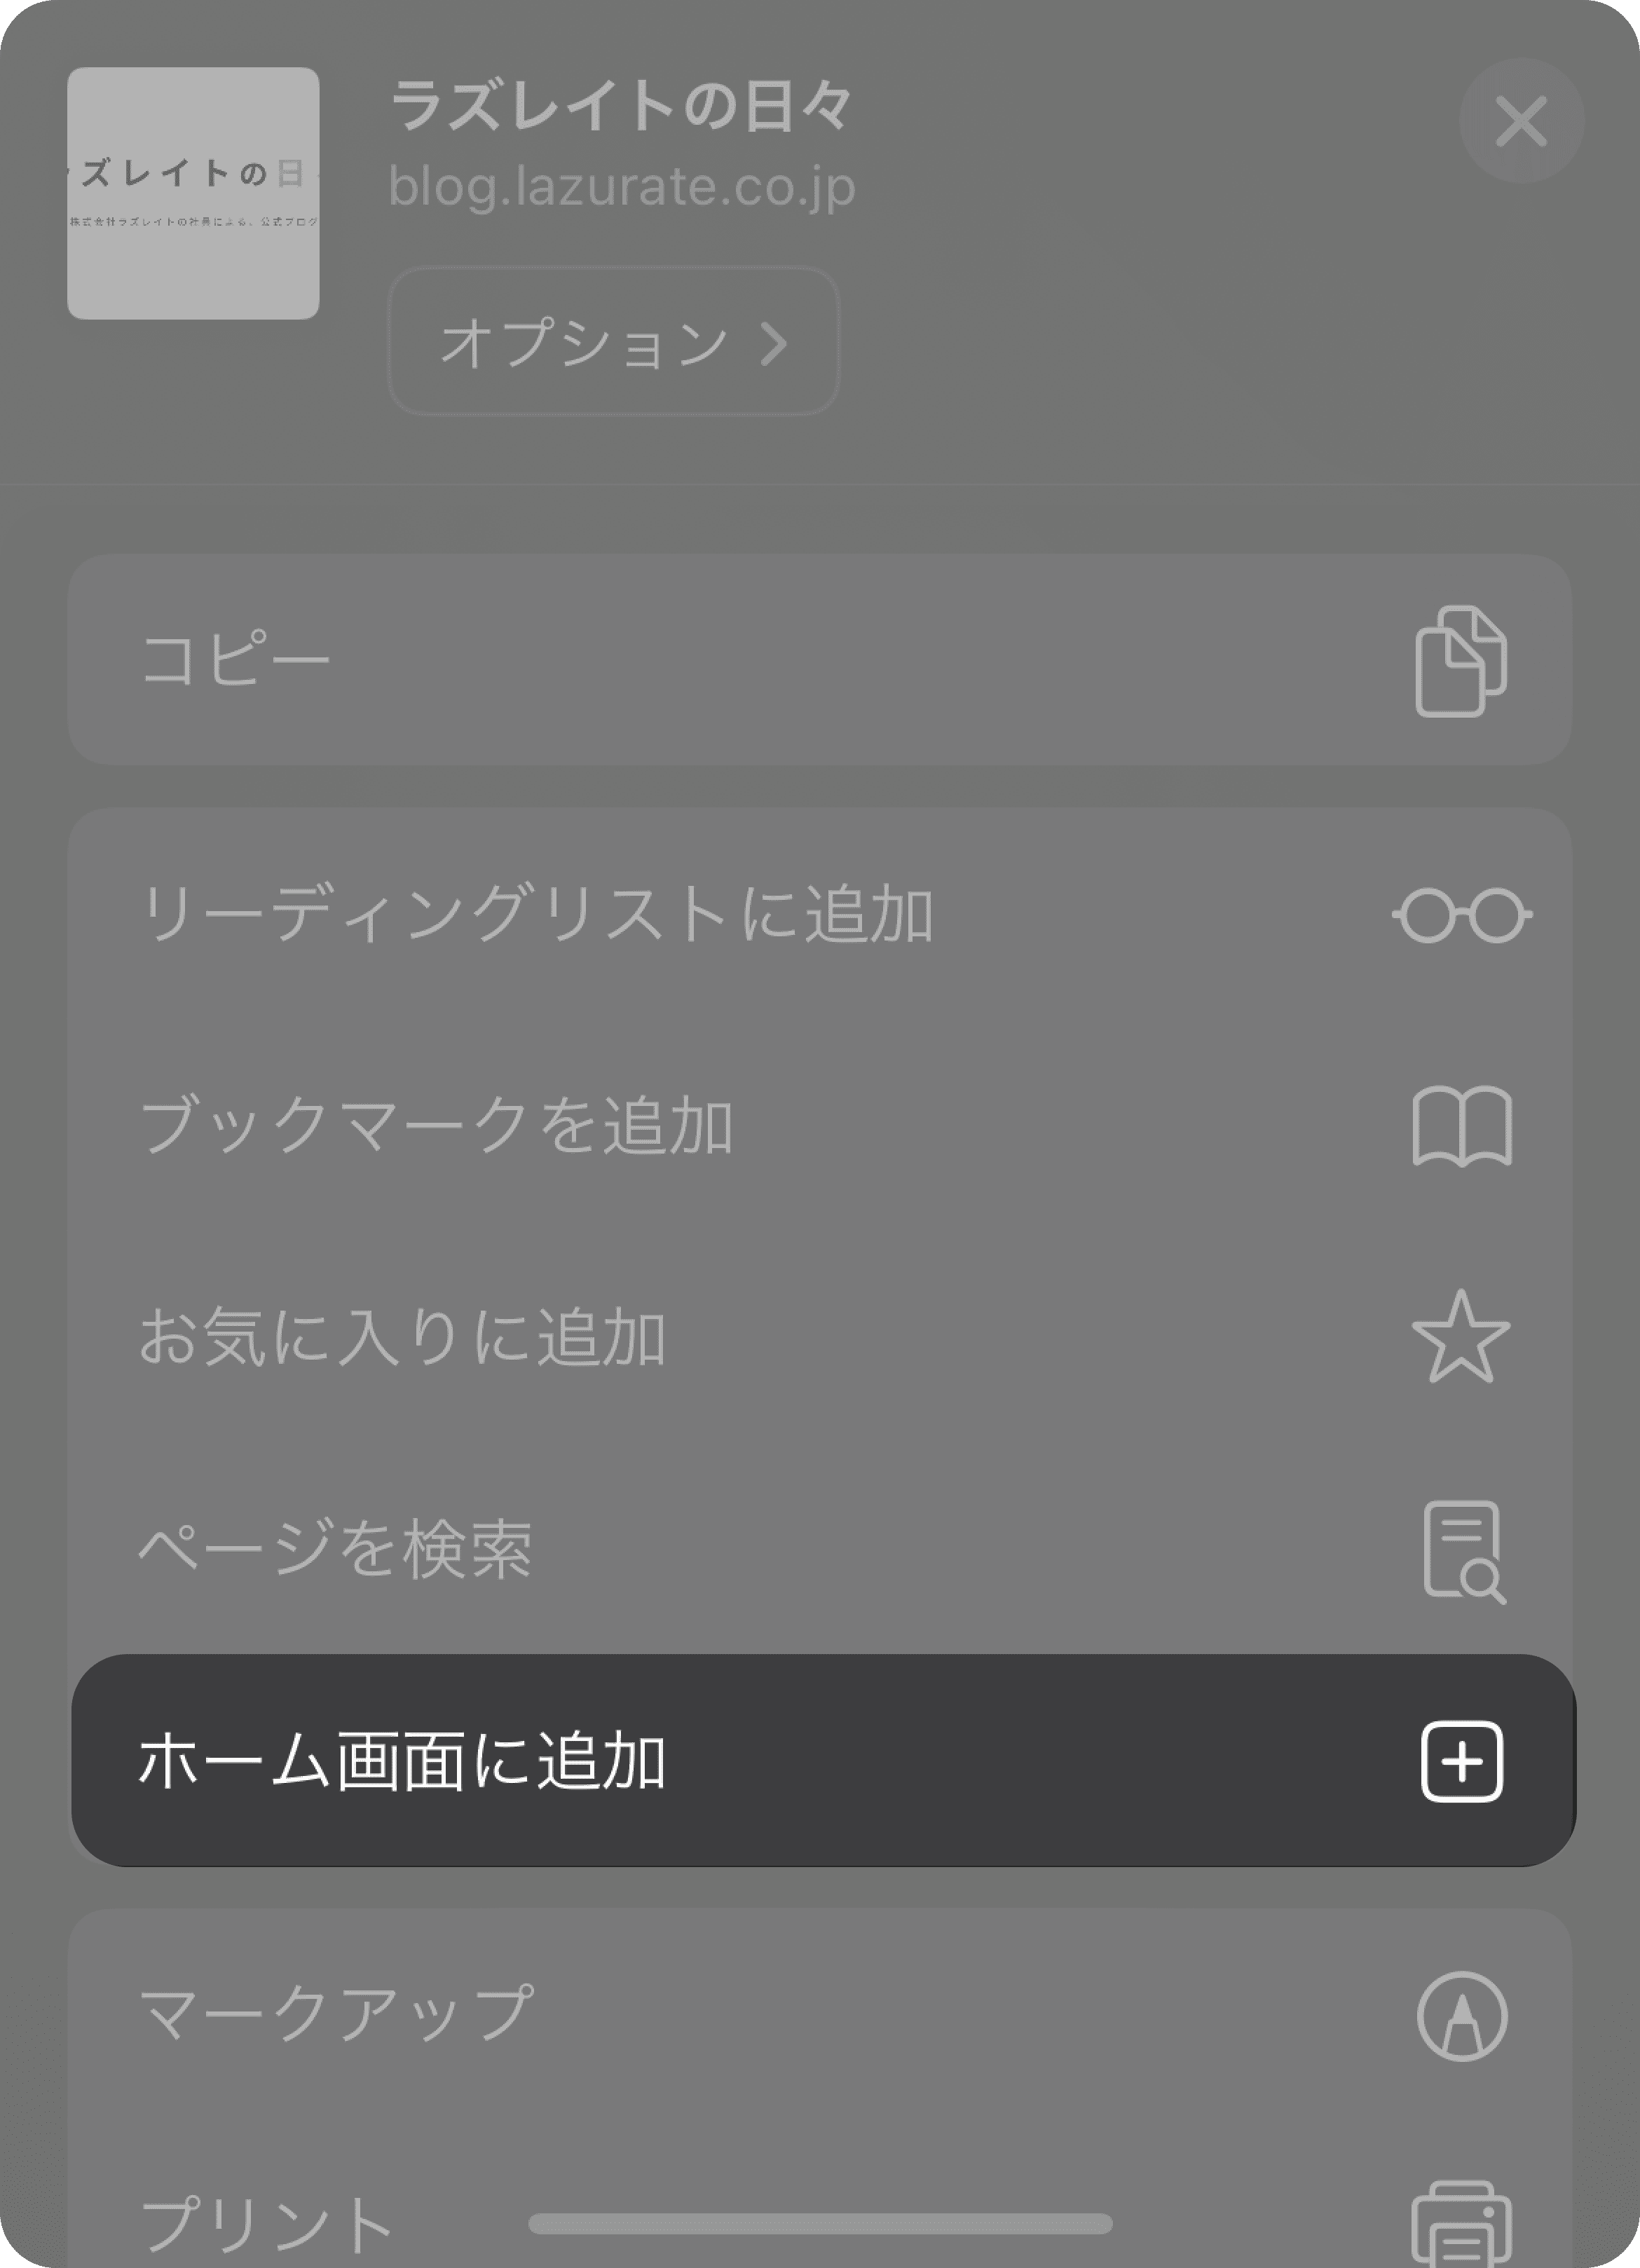 ラズレイトの日々
blog.lazurate.co.jp
ズレイトの日
株式会社ラズレイトの社員による、公式ブログ
オプション
コピー
リーディングリストに追加
ブックマークを追加
お気に入りに追加
ページを検索
ホーム画面に追加
マークアップ
プリント